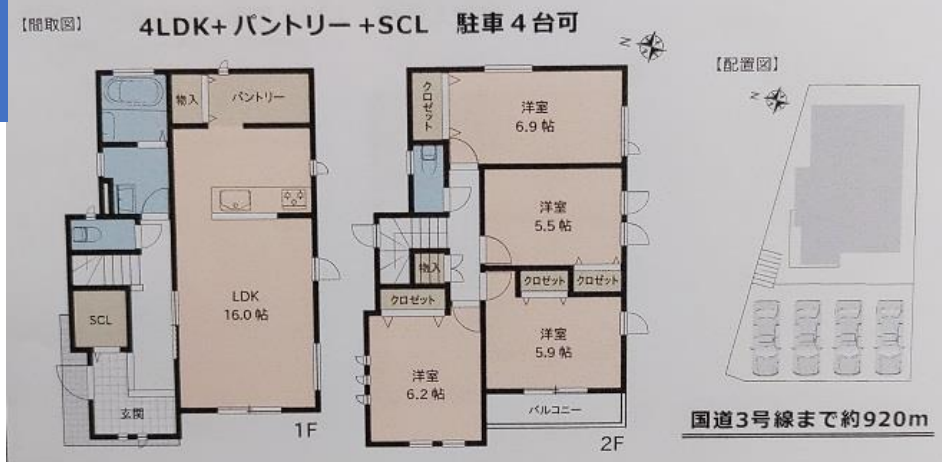 【間取図】
4LDK+パントリー+SCL 駐車4台可
N
物入
パントリー
LDK
16.0 帖
SCL
玄関
1F
クロゼット
洋室
6.9 帖
洋室
5.5 帖
物入
クロゼット
クロゼット
クロゼット
洋室
5.9 帖
洋室
6.2 帖
バルコニー
2F
【配置図】
N
国道3号線まで約920m